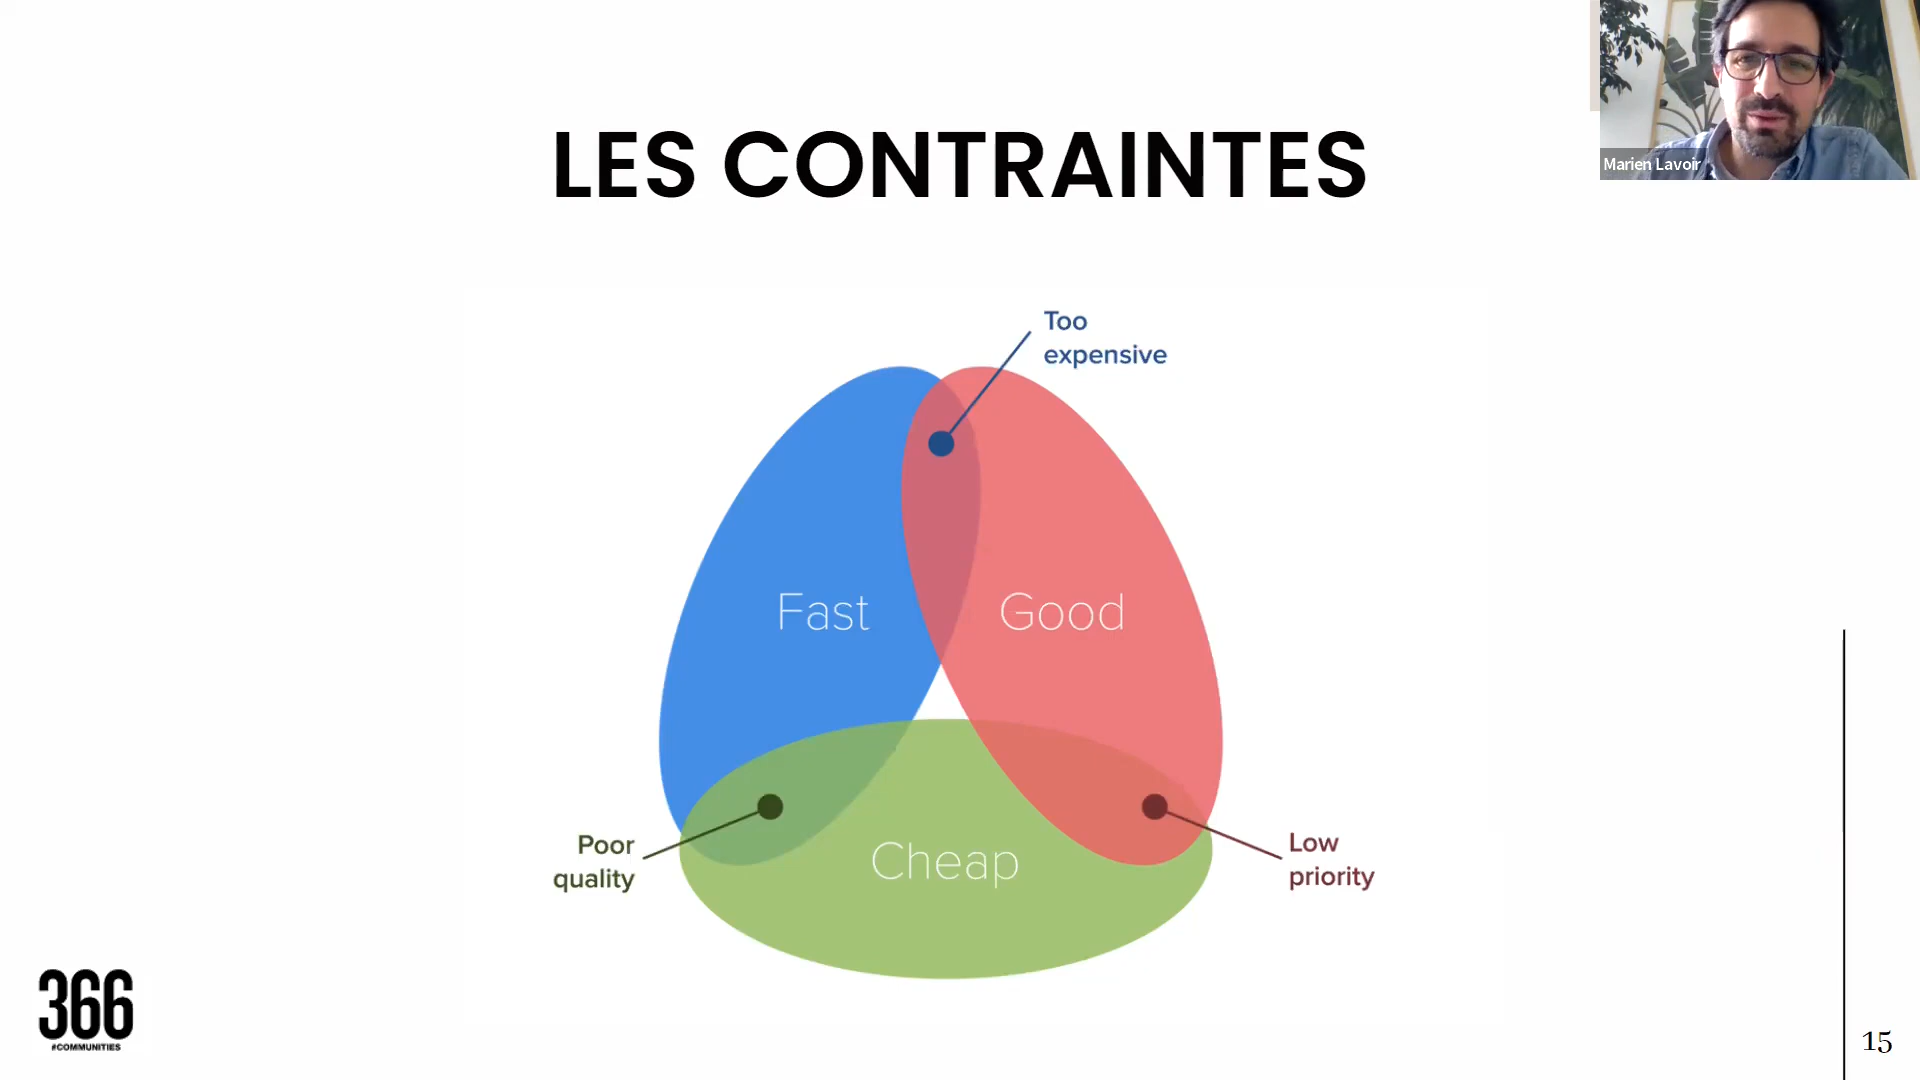 Marien Lavoir
LES CONTRAINTES
Too
expensive
Fast
Good
Poor
quality
Cheap
Low
priority
366
#COMMUNITIES
15